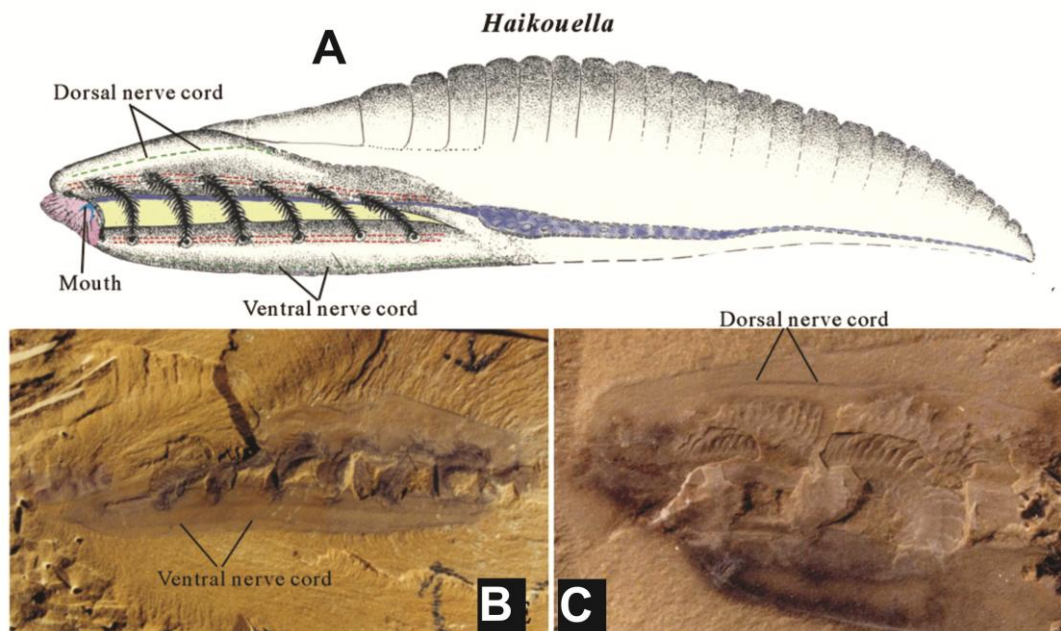 Haikouella
A
Dorsal nerve cord
Mouth
Ventral nerve cord
Dorsal nerve cord
Ventral nerve cord
B
C